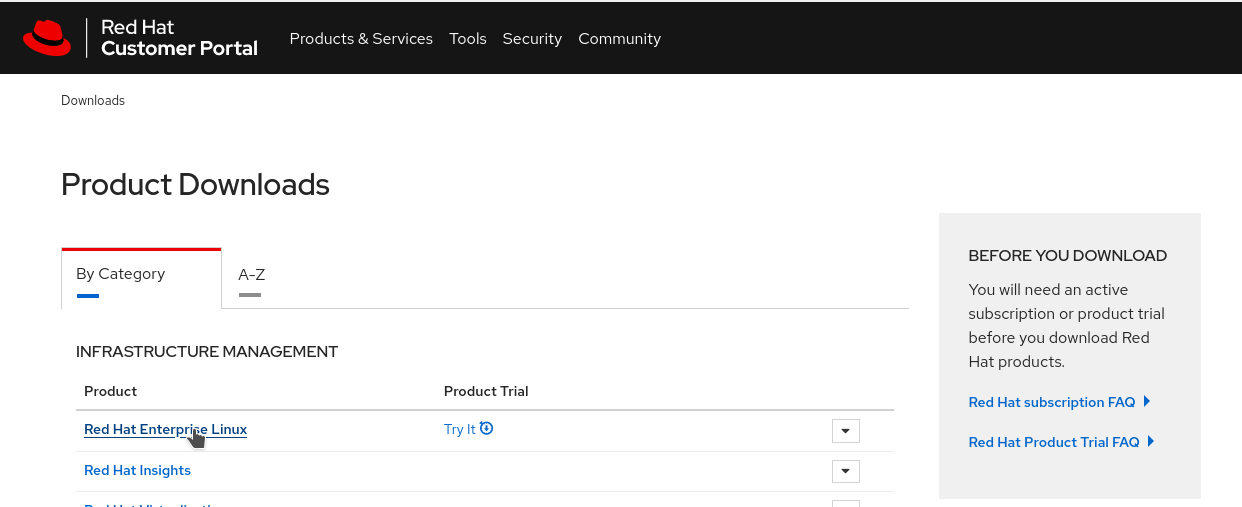 Red Hat
Customer Portal
Products & Services
Tools
Security
Community
Downloads
Product Downloads
By Category
A-Z
INFRASTRUCTURE MANAGEMENT
Product
Product Trial
Red Hat Enterprise Linux
Try It
Red Hat Insights
BEFORE YOU DOWNLOAD
You will need an active
subscription or product trial
before you download Red
Hat products.
Red Hat subscription FAQ
Red Hat Product Trial FAQ